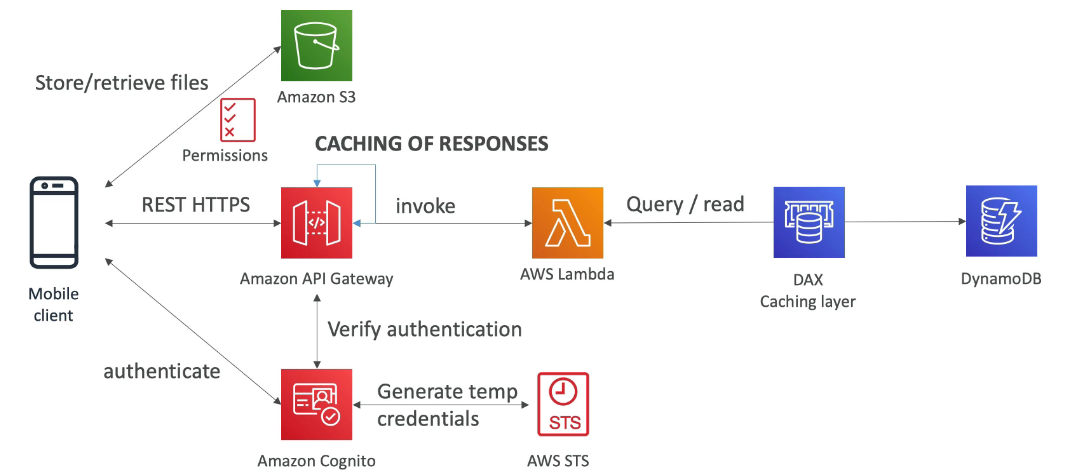 Store/retrieve files
Amazon S3
Permissions
CACHING OF RESPONSES
REST HTTPS
invoke
Query / read
</>
Mobile
client
Amazon API Gateway
AWS Lambda
DAX
Caching layer
DynamoDB
Verify authentication
authenticate
Generate temp
credentials
STS
Amazon Cognito
AWS STS